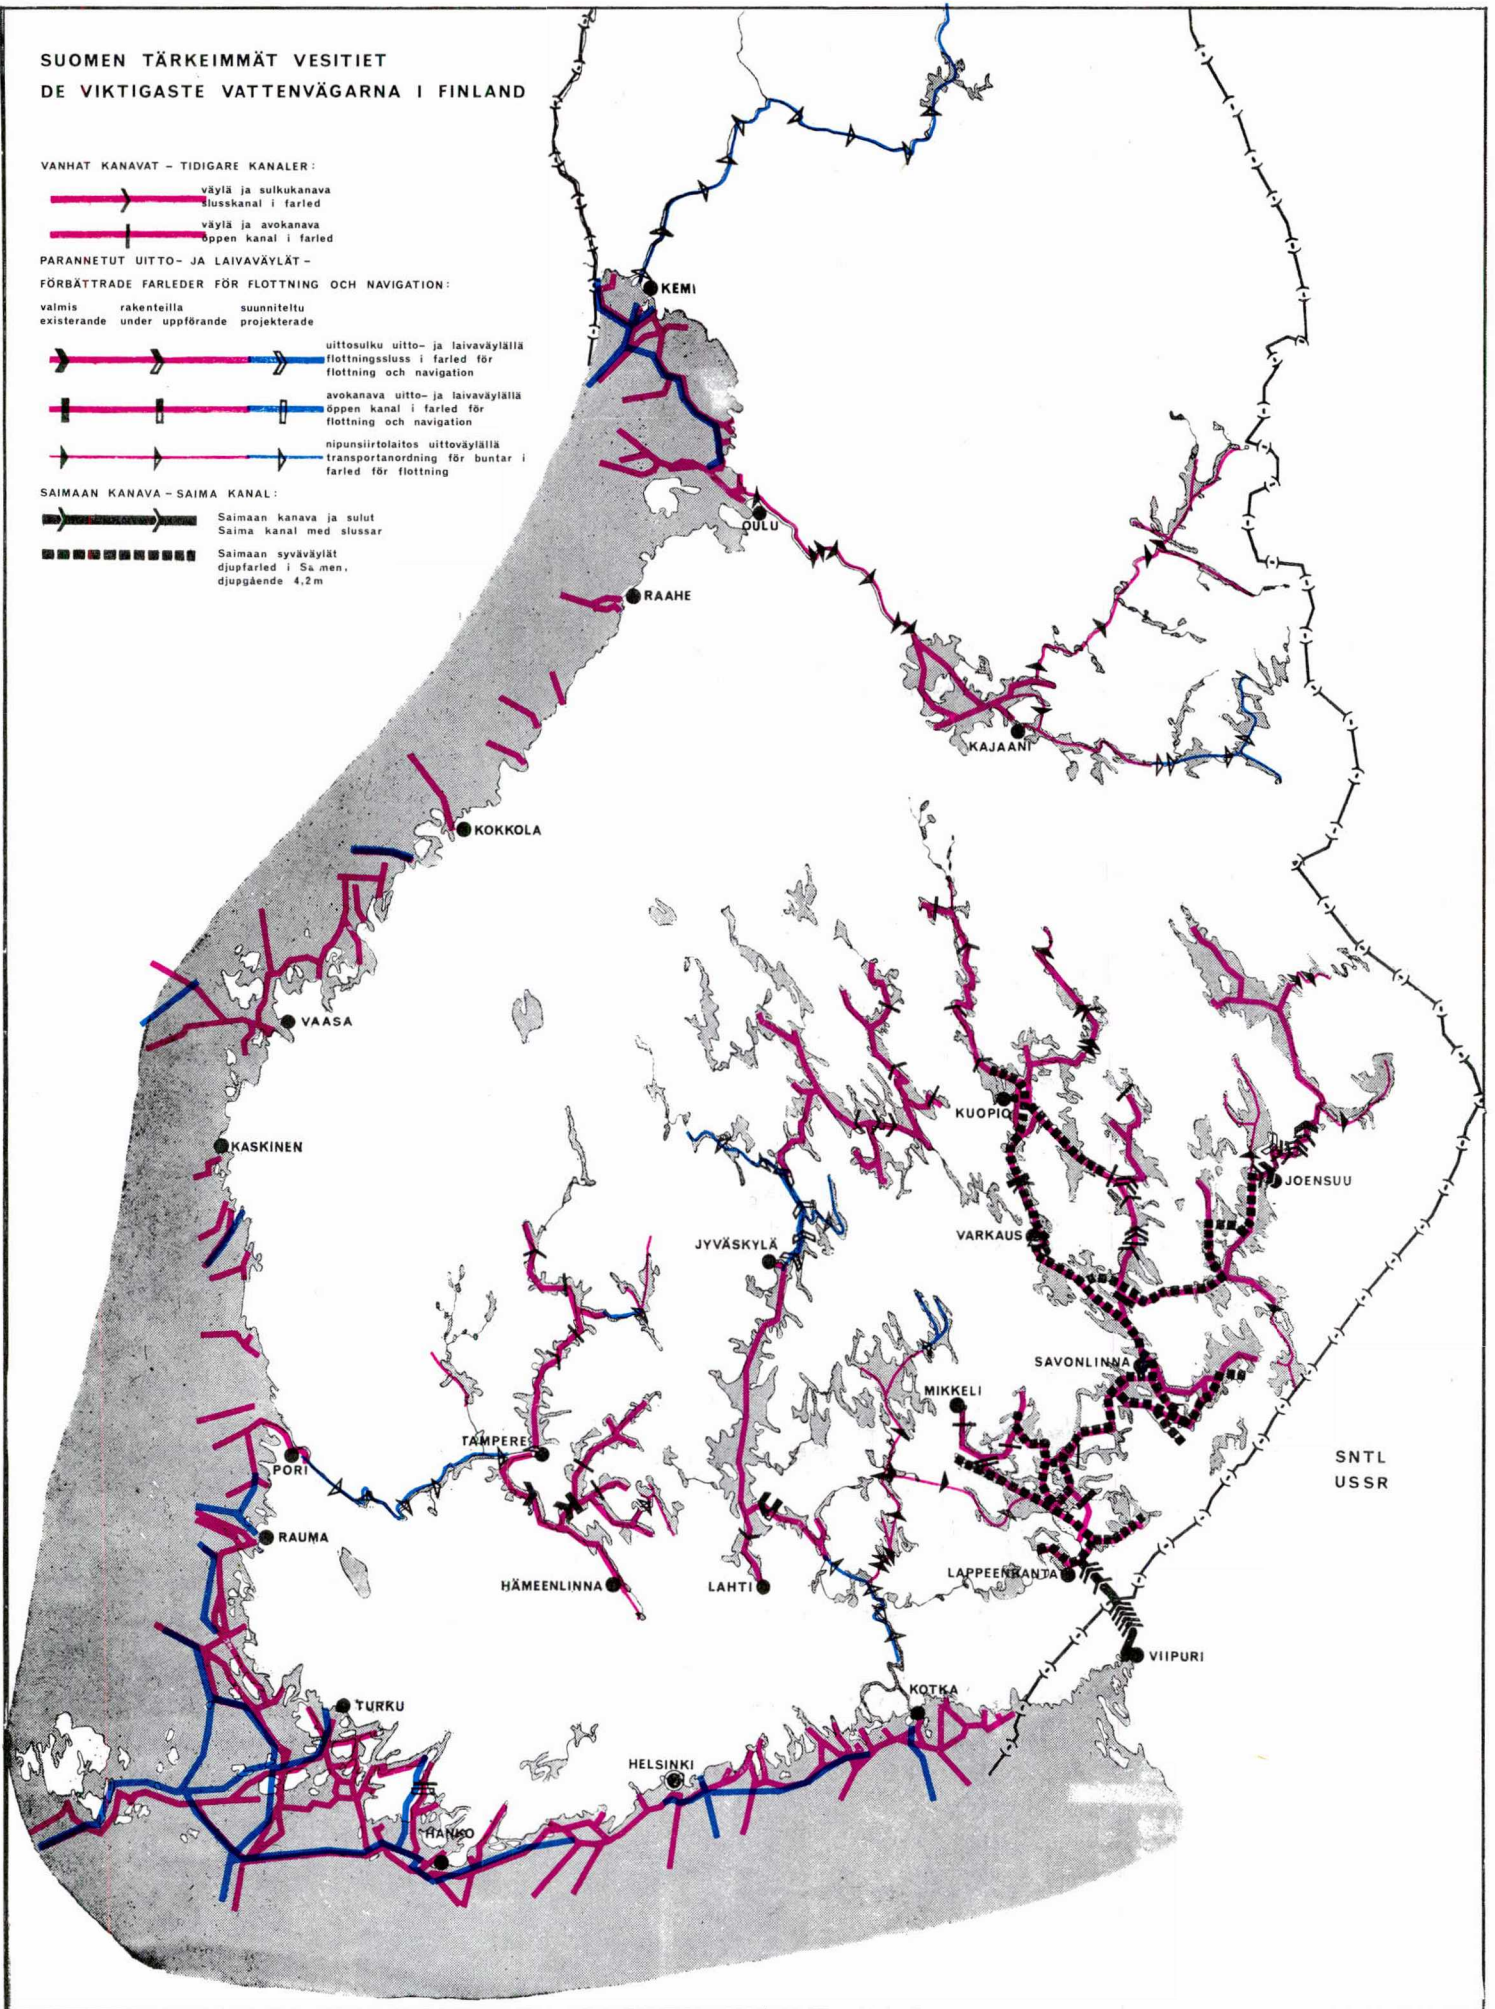 SUOMEN TÄRKEIMMÄT VESITIET
DE VIKTIGASTE VATTENVÄGARNA I FINLAND
VANHAT KANAVAT – TIDIGARE KANALER:
väylä ja sulkukanava
slusskanal i farled
väylä ja avokanava
öppen kanal i farled
PARANNETUT UITTO- JA LAIVAVÄYLÄT –
FÖRBÄTTRADE FARLEDER FÖR FLOTTNING OCH NAVIGATION:
valmis rakenteilla suunniteltu
existerande under uppförande projekterade
uittosulku uitto- ja laivaväylällä
flottningssluss i farled för
flottning och navigation
avokanava uitto- ja laivaväylällä
öppen kanal i farled för
flottning och navigation
nipunsiirtolaitos uittoväylällä
transportanordning för buntar i
farled för flottning
SAIMAAN KANAVA – SAIMA KANAL:
Saimaan kanava ja sulut
Saima kanal med slussar
Saimaan syväväylät
djupfarled i
djupgående 4,2m
KEMI
OULU
RAAHE
KAJAANI
KOKKOLA
VAASA
KUOPIO
KASKINEN
JOENSUU
VARKAUS
JYVÄSKYLÄ
SAVONLINNA
MIKKELI
TAMPERE
PORI
SNTL
USSR
RAUMA
HÄMEENLINNA
LAHTI
LAPPEENRANTA
VIIPURI
KOTKA
TURKU
HELSINKI
HANKO